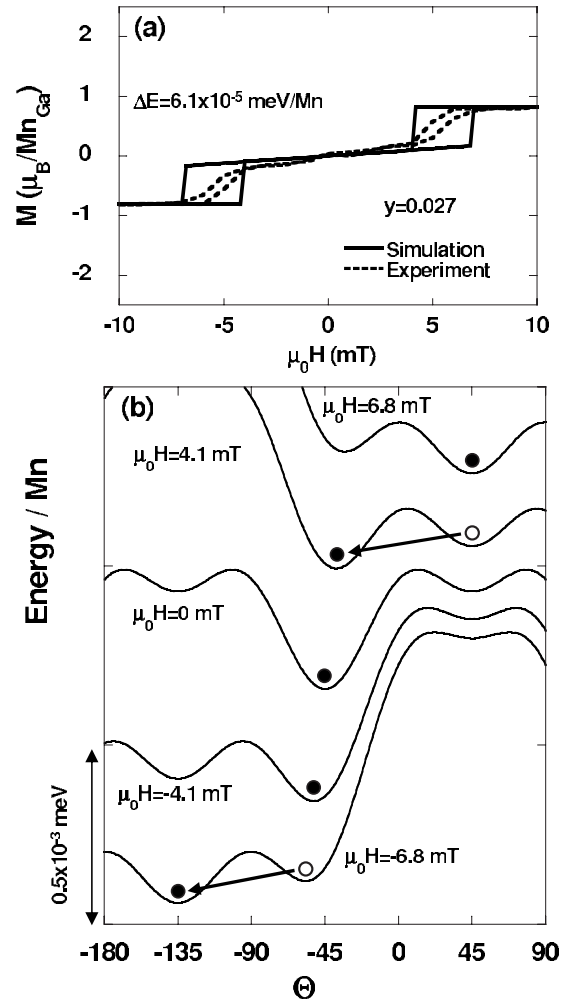 (a)
2
1
0
-1
-2
M (μB/MnGa)
ΔE=6.1x10-5 meV/Mn
y=0.027
Simulation
Experiment
-10 -5 0 5 10
μ0H (mT)
(b)
μ0H=6.8 mT
μ0H=4.1 mT
μ0H=0 mT
μ0H=-4.1 mT
μ0H=-6.8 mT
Energy / Mn
0.5x10-3 meV
-180 -135 -90 -45 0 45 90
Θ